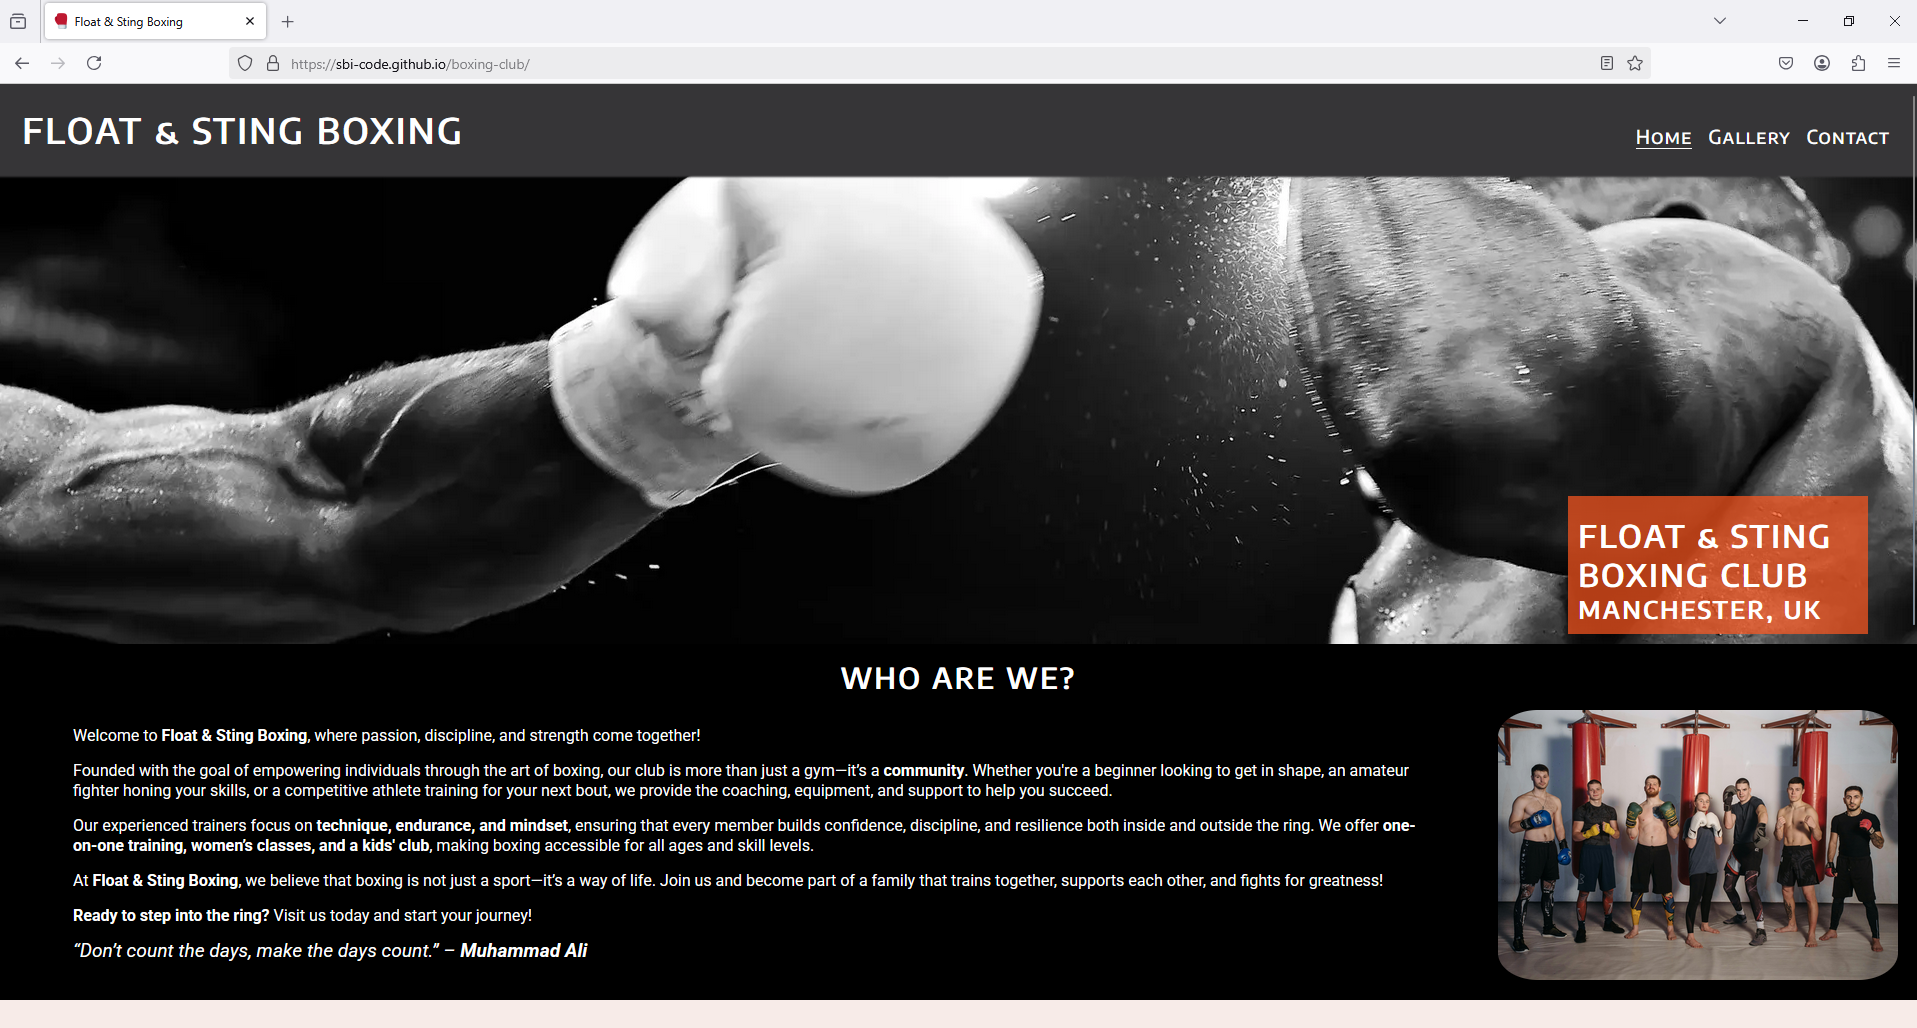 Float & Sting Boxing
https://sbi-code.github.io/boxing-club/
FLOAT & STING BOXING
HOME GALLERY CONTACT
FLOAT & STING
BOXING CLUB
MANCHESTER, UK
WHO ARE WE?
Welcome to Float & Sting Boxing, where passion, discipline, and strength come together!
Founded with the goal of empowering individuals through the art of boxing, our club is more than just a gym—it’s a community. Whether you're a beginner looking to get in shape, an amateur
fighter honing your skills, or a competitive athlete training for your next bout, we provide the coaching, equipment, and support to help you succeed.
Our experienced trainers focus on technique, endurance, and mindset, ensuring that every member builds confidence, discipline, and resilience both inside and outside the ring. We offer one-
on-one training, women’s classes, and a kids' club, making boxing accessible for all ages and skill levels.
At Float & Sting Boxing, we believe that boxing is not just a sport—it’s a way of life. Join us and become part of a family that trains together, supports each other, and fights for greatness!
Ready to step into the ring? Visit us today and start your journey!
“Don’t count the days, make the days count.” – Muhammad Ali